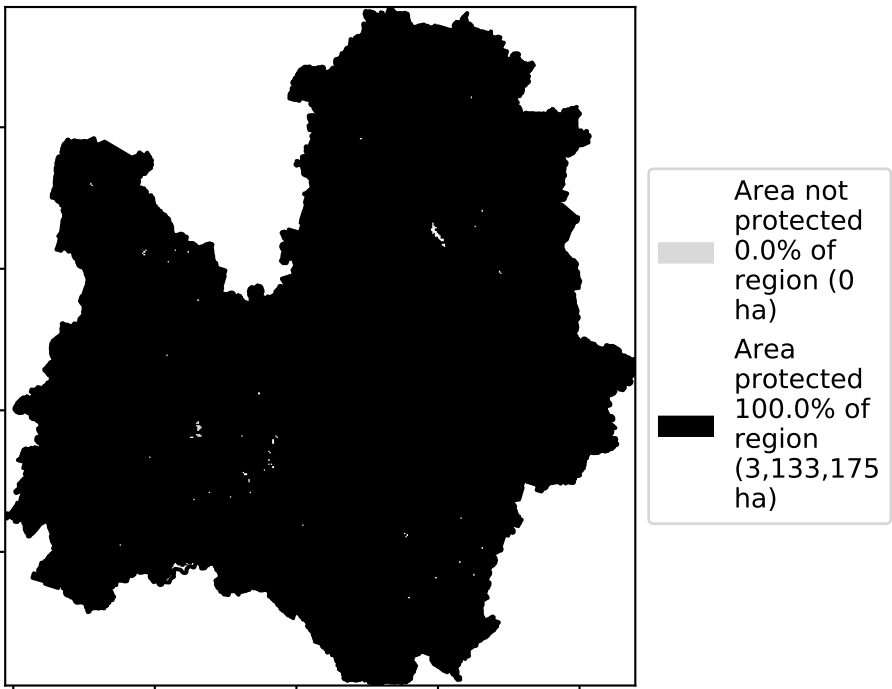 Area not
protected
0.0% of
region (0
ha)
Area
protected
100.0% of
region
(3,133,175
ha)